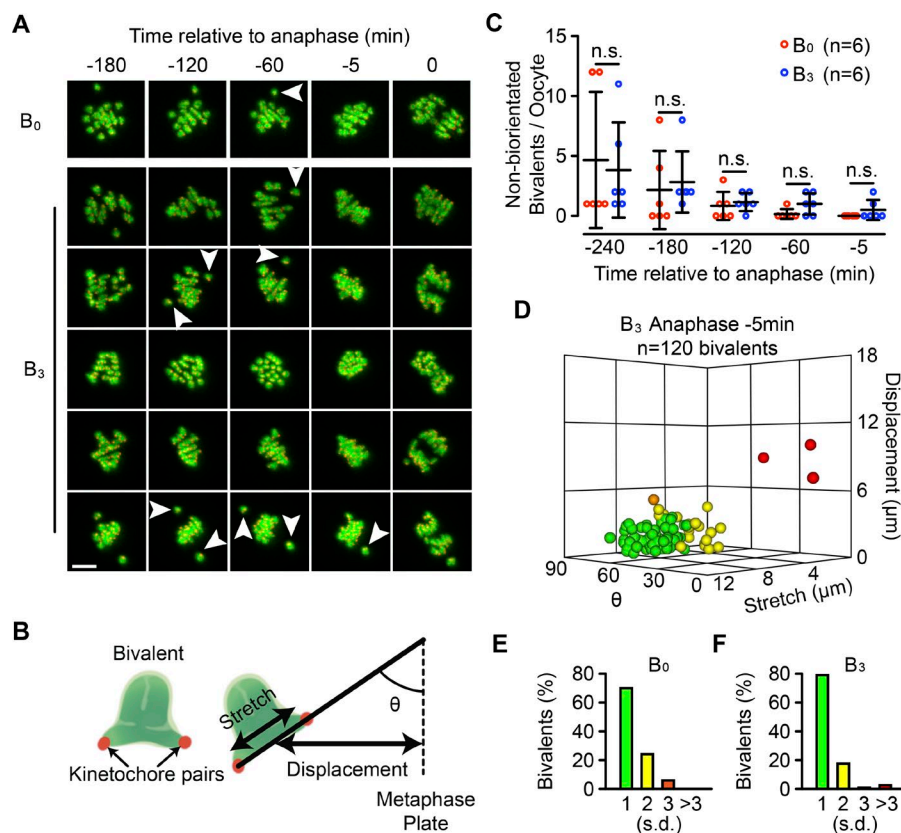 A
Time relative to anaphase (min)
-180 -120 -60 -5 0
B0
B3
B
Bivalent
Kinetochore pairs
Stretch
θ
Displacement
Metaphase
Plate
C
Non-biorientated
Bivalents / Oocyte
15
10
5
0
n.s. n.s. n.s. n.s. n.s.
B0 (n=6)
B3 (n=6)
-240 -180 -120 -60 -5
Time relative to anaphase (min)
D
B3 Anaphase -5min
n=120 bivalents
18
12
6
0
Displacement (µm)
90 60 30 0
θ
12 8 4
Stretch (µm)
E
B0
Bivalents (%)
80
60
40
20
0
1 2 3 >3
(s.d.)
F
B3
Bivalents (%)
80
60
40
20
0
1 2 3 >3
(s.d.)